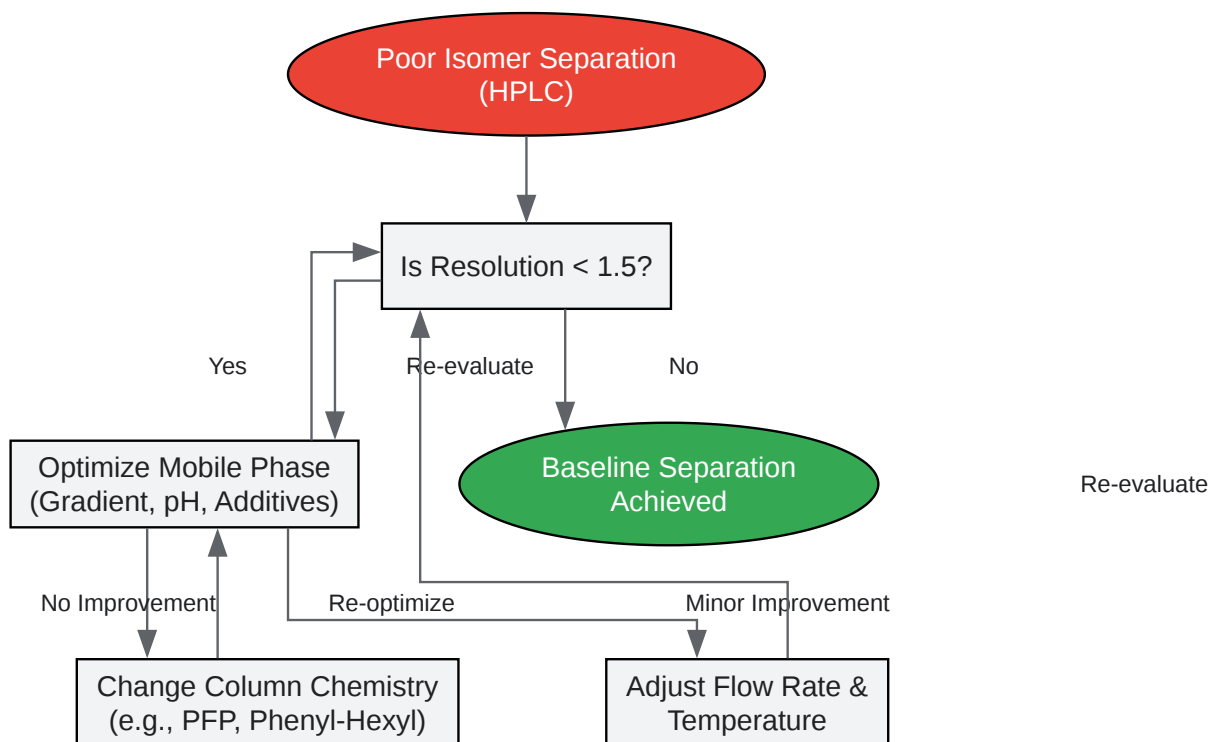 Poor Isomer Separation
(HPLC)
Is Resolution < 1.5?
Yes
Re-evaluate
No
Optimize Mobile Phase
(Gradient, pH, Additives)
Baseline Separation
Achieved
Re-evaluate
No Improvement
Re-optimize
Minor Improvement
Change Column Chemistry
(e.g., PFP, Phenyl-Hexyl)
Adjust Flow Rate &
Temperature